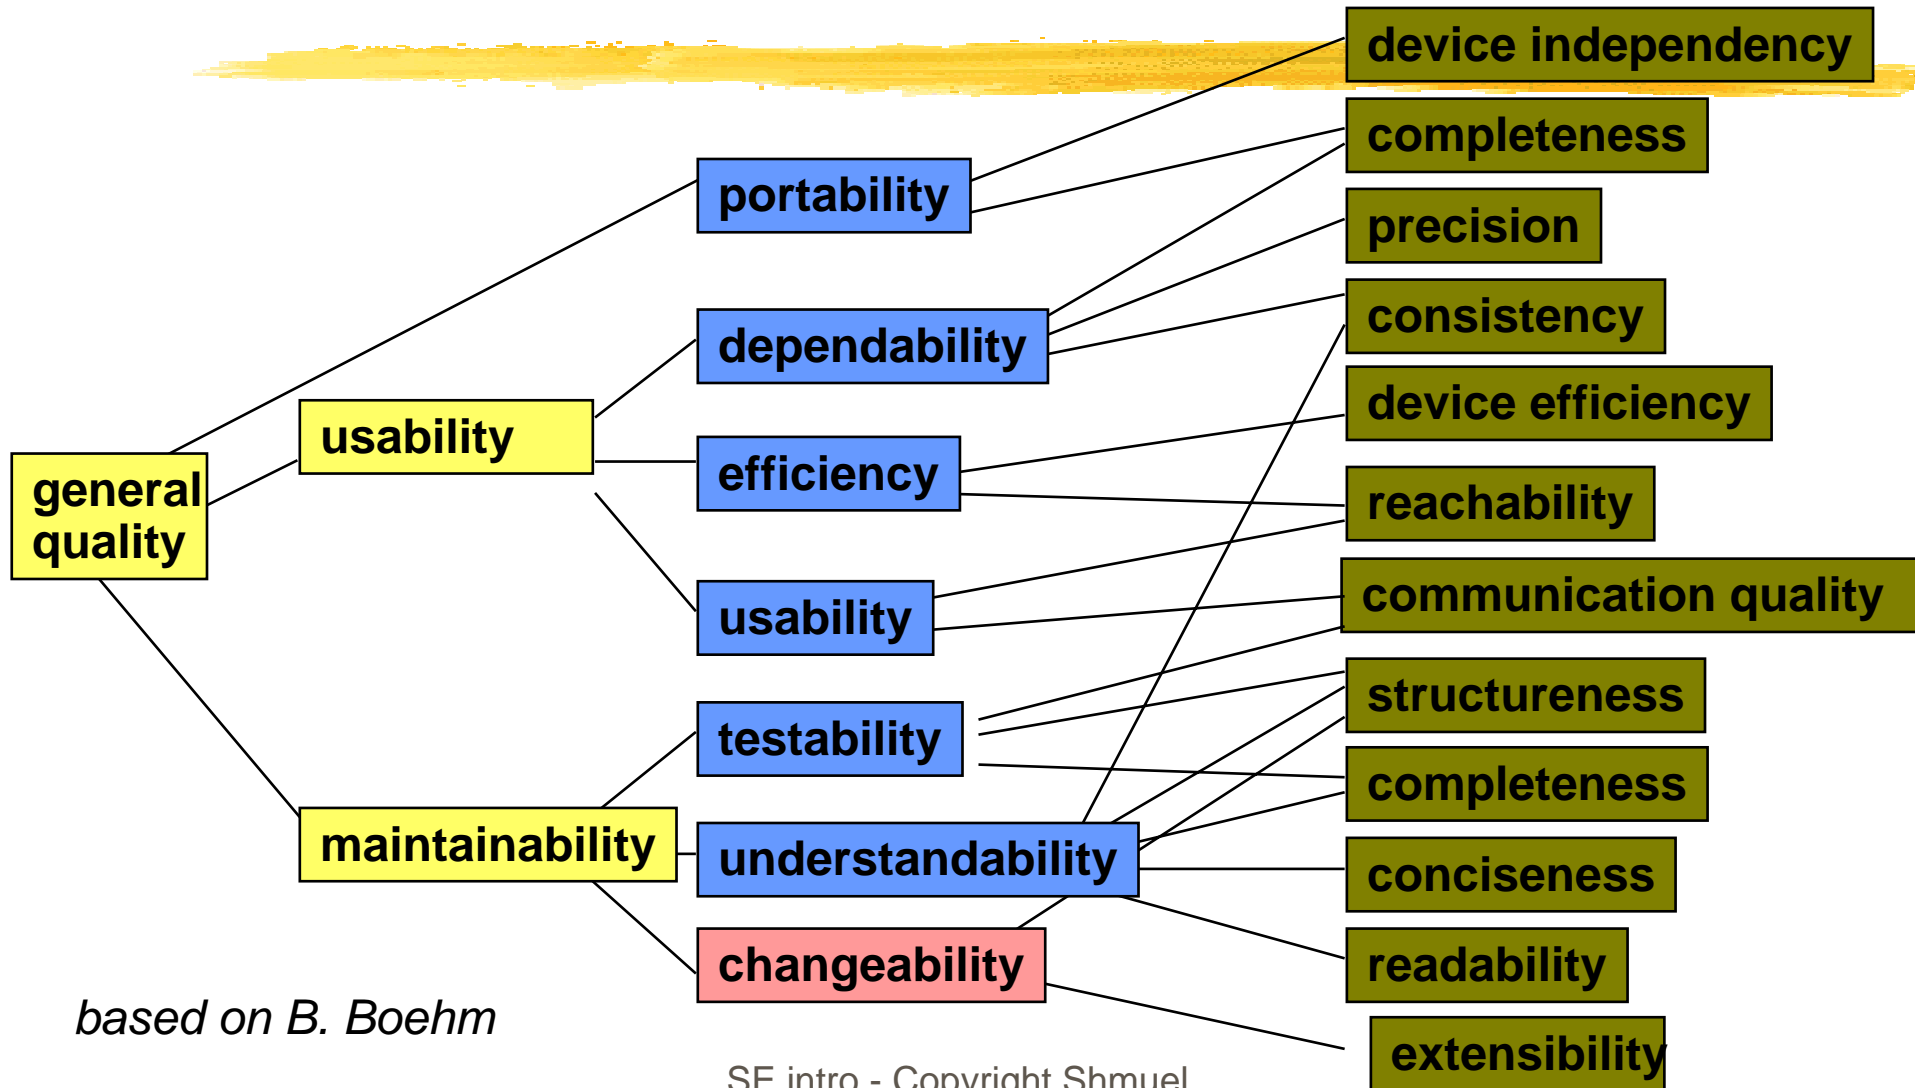 device independency
completeness
portability
precision
consistency
dependability
device efficiency
usability
efficiency
general
quality
reachability
communication quality
usability
structureness
testability
completeness
maintainability
understandability
conciseness
changeability
readability
based on B. Boehm
extensibility
SE intro - Copyright Shmuel